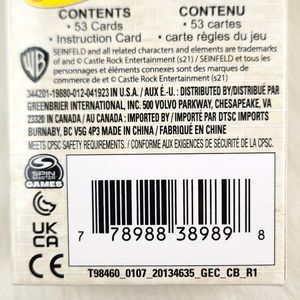 CONTENTS
• 53 Cards
• Instruction Card
CONTENU
• 53 cartes
• carte règles du jeu
WB
SEINFELD and all related characters and elements are trademarks
of and © Castle Rock Entertainment (s21) / SEINFELD et tous les
personnages et éléments connexes sont des marques de
commerce de et © Castle Rock Entertainment (s21)
344201-19880-012-041923 IN U.S.A. / AUX É.-U. : DISTRIBUTED BY/DISTRIBUÉ PAR
GREENBRIER INTERNATIONAL, INC. 500 VOLVO PARKWAY, CHESAPEAKE, VA
23320 IN CANADA / AU CANADA : IMPORTED BY / IMPORTÉ PAR DTSC IMPORTS
BURNABY, BC V5G 4P3 MADE IN CHINA / FABRIQUÉ EN CHINE
MEETS CPSC SAFETY REQUIREMENTS. / CONFORME AUX EXIGENCES DE SÉCURITÉ DE LA CPSC.
SPIN
MASTER
GAMES
UK
CA
CE
7 78988 38989 8
T98460_0107_20134635_GEC_CB_R1